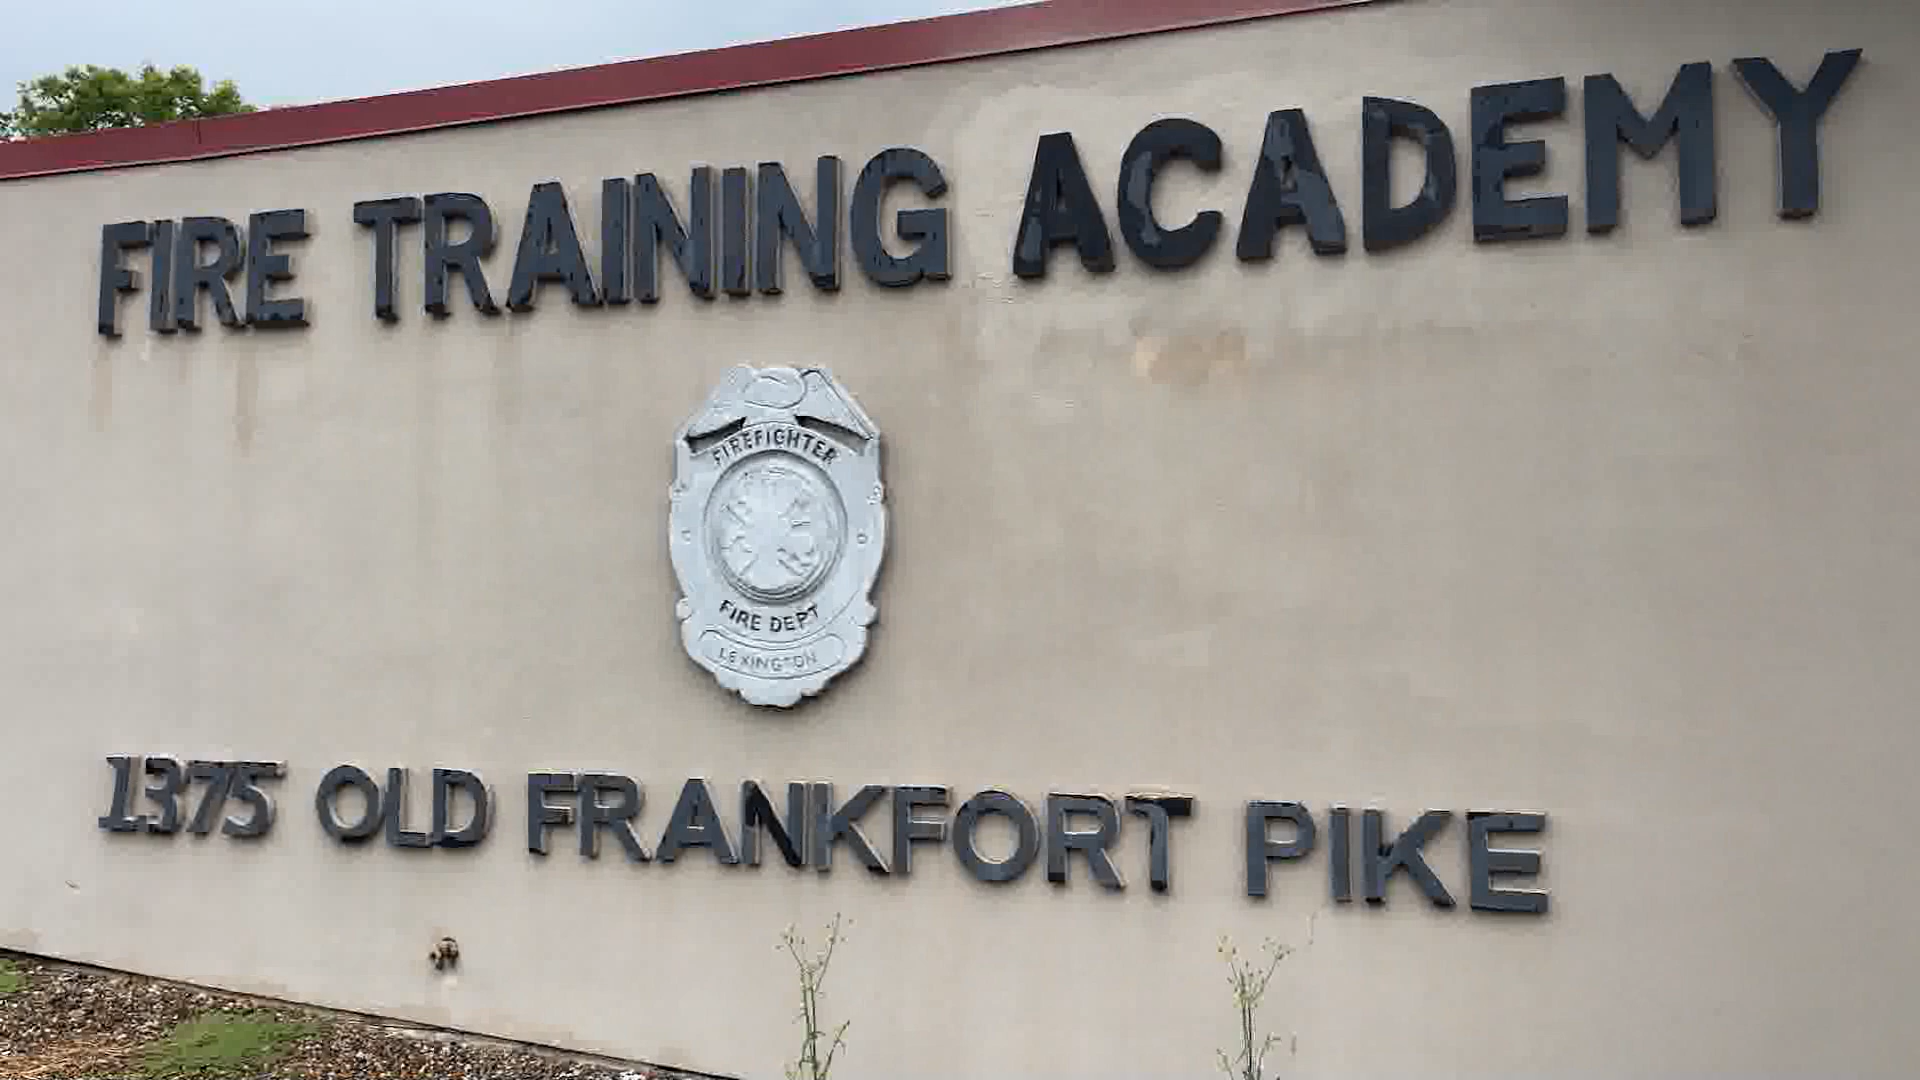 FIRE TRAINING ACADEMY
FIREFIGHTER
FIRE DEPT
LEXINGTON
1375 OLD FRANKFORT PIKE